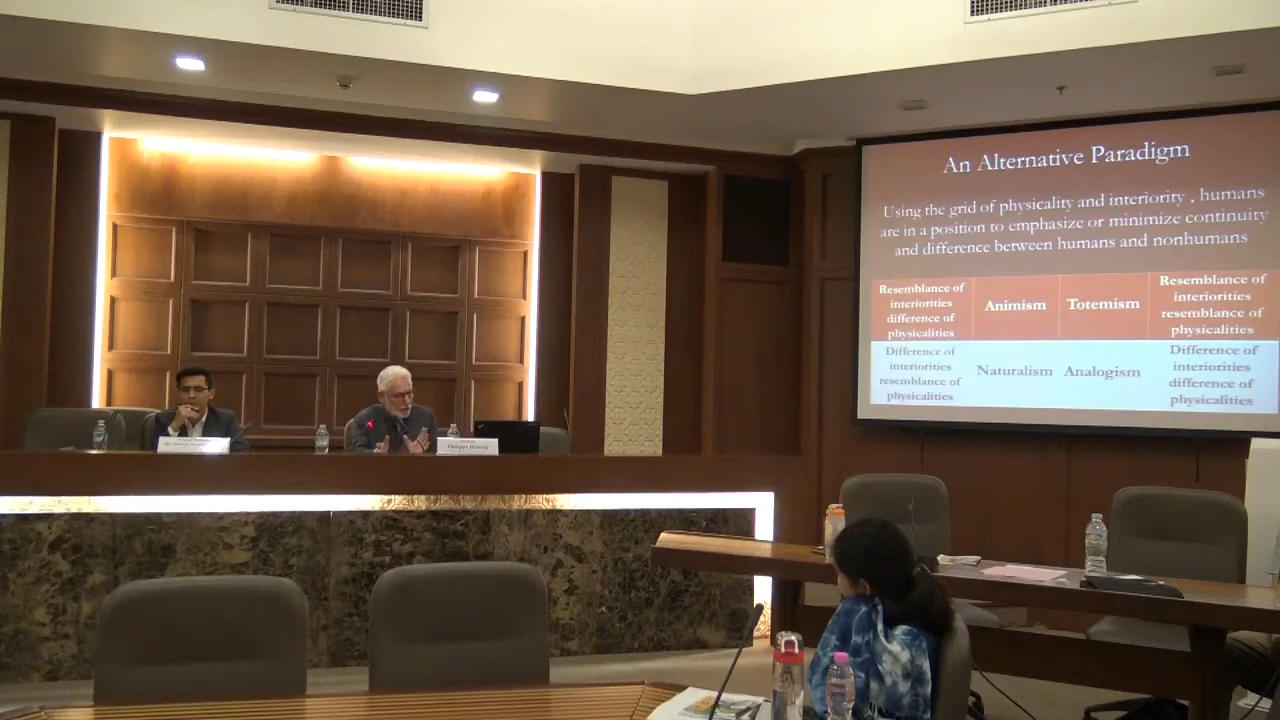 An Alternative Paradigm
Using the grid of physicality and interiority , humans
are in a position to emphasize or minimize continuity
and difference between humans and nonhumans
Resemblance of
interiorities
difference of
physicalities
Animism
Totemism
Resemblance of
interiorities
resemblance of
physicalities
Difference of
interiorities
resemblance of
physicalities
Naturalism
Analogism
Difference of
interiorities
difference of
physicalities
Philippe Descola